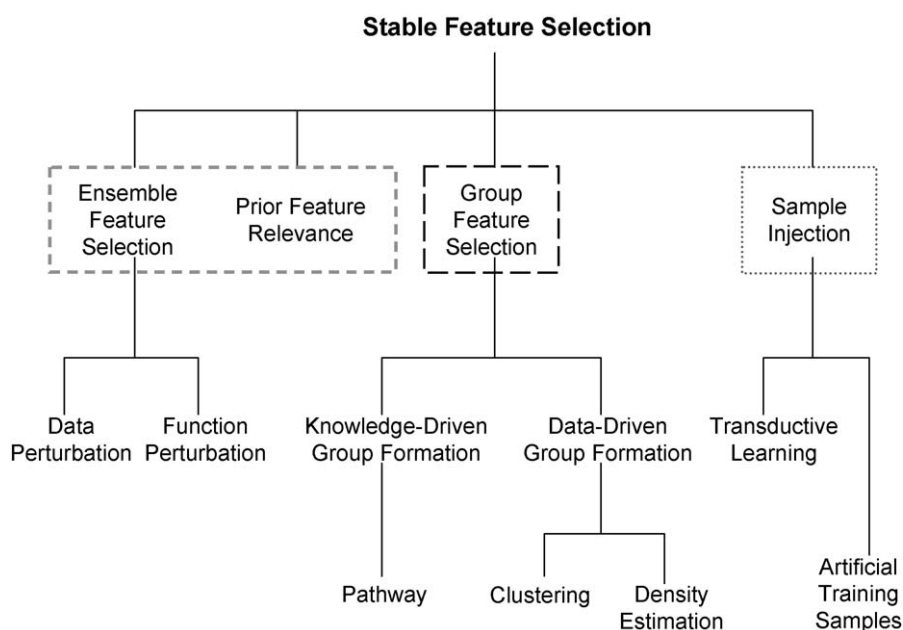 Stable Feature Selection
Ensemble
Feature
Selection
Prior Feature
Relevance
Group
Feature
Selection
Sample
Injection
Data
Perturbation
Function
Perturbation
Knowledge-Driven
Group Formation
Data-Driven
Group Formation
Transductive
Learning
Pathway
Clustering
Density
Estimation
Artificial
Training
Samples